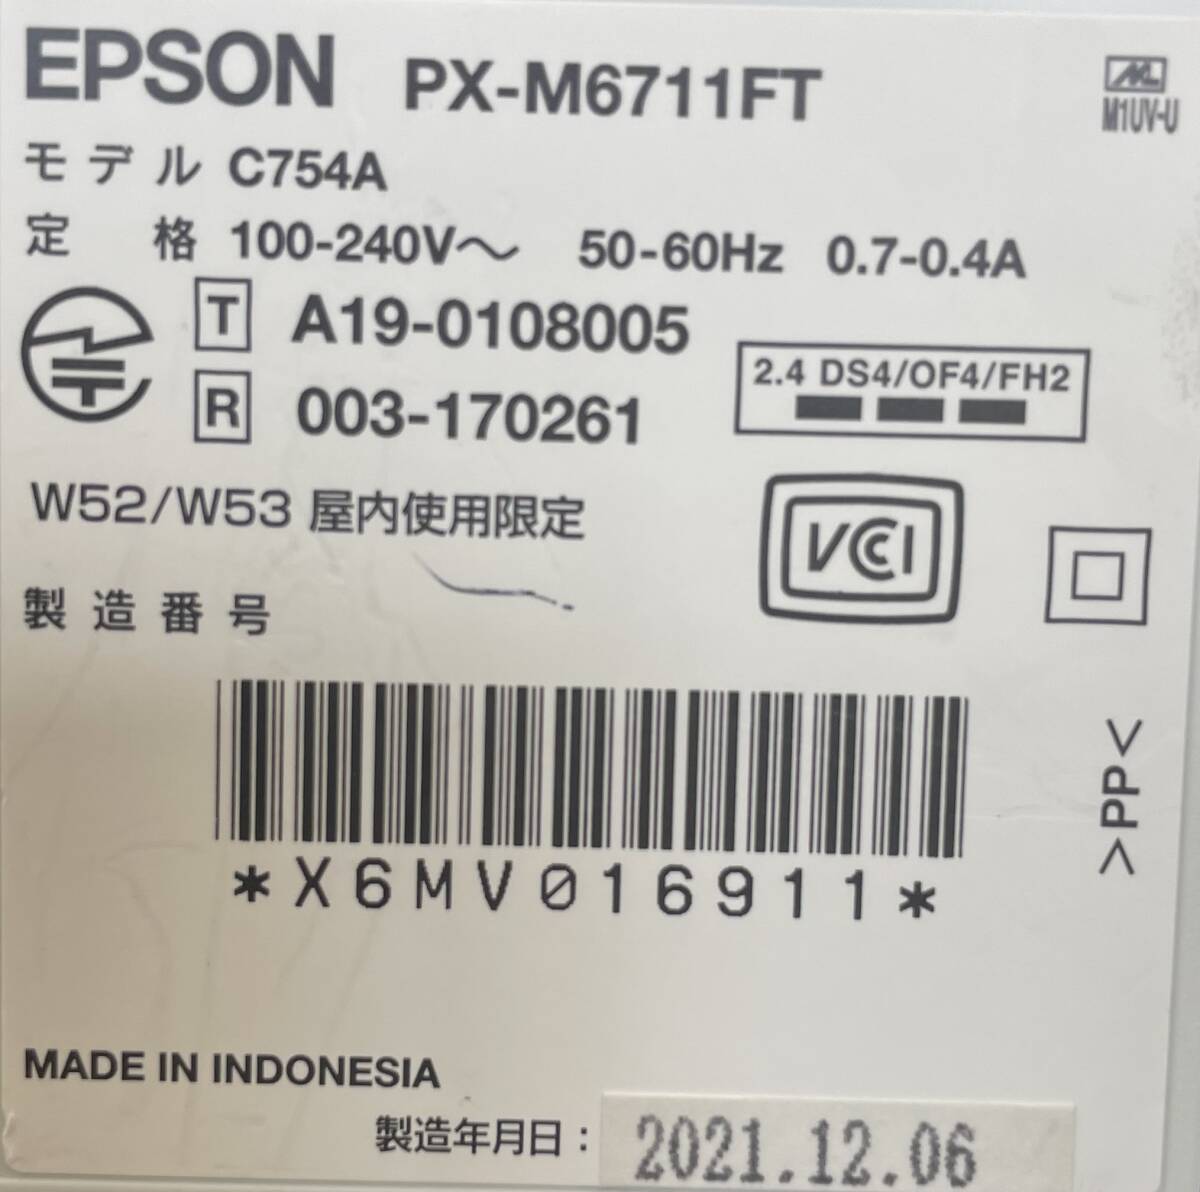 EPSON PX-M6711FT
ML
M1UV-U
モデル C754A
定格 100-240V～ 50-60Hz 0.7-0.4A
T A19-0108005
R 003-170261
2.4 DS4/OF4/FH2
W52/W53 屋内使用限定
VCCI
製造番号
*X6MV016911*
>PP<
MADE IN INDONESIA
製造年月日： 2021.12.06